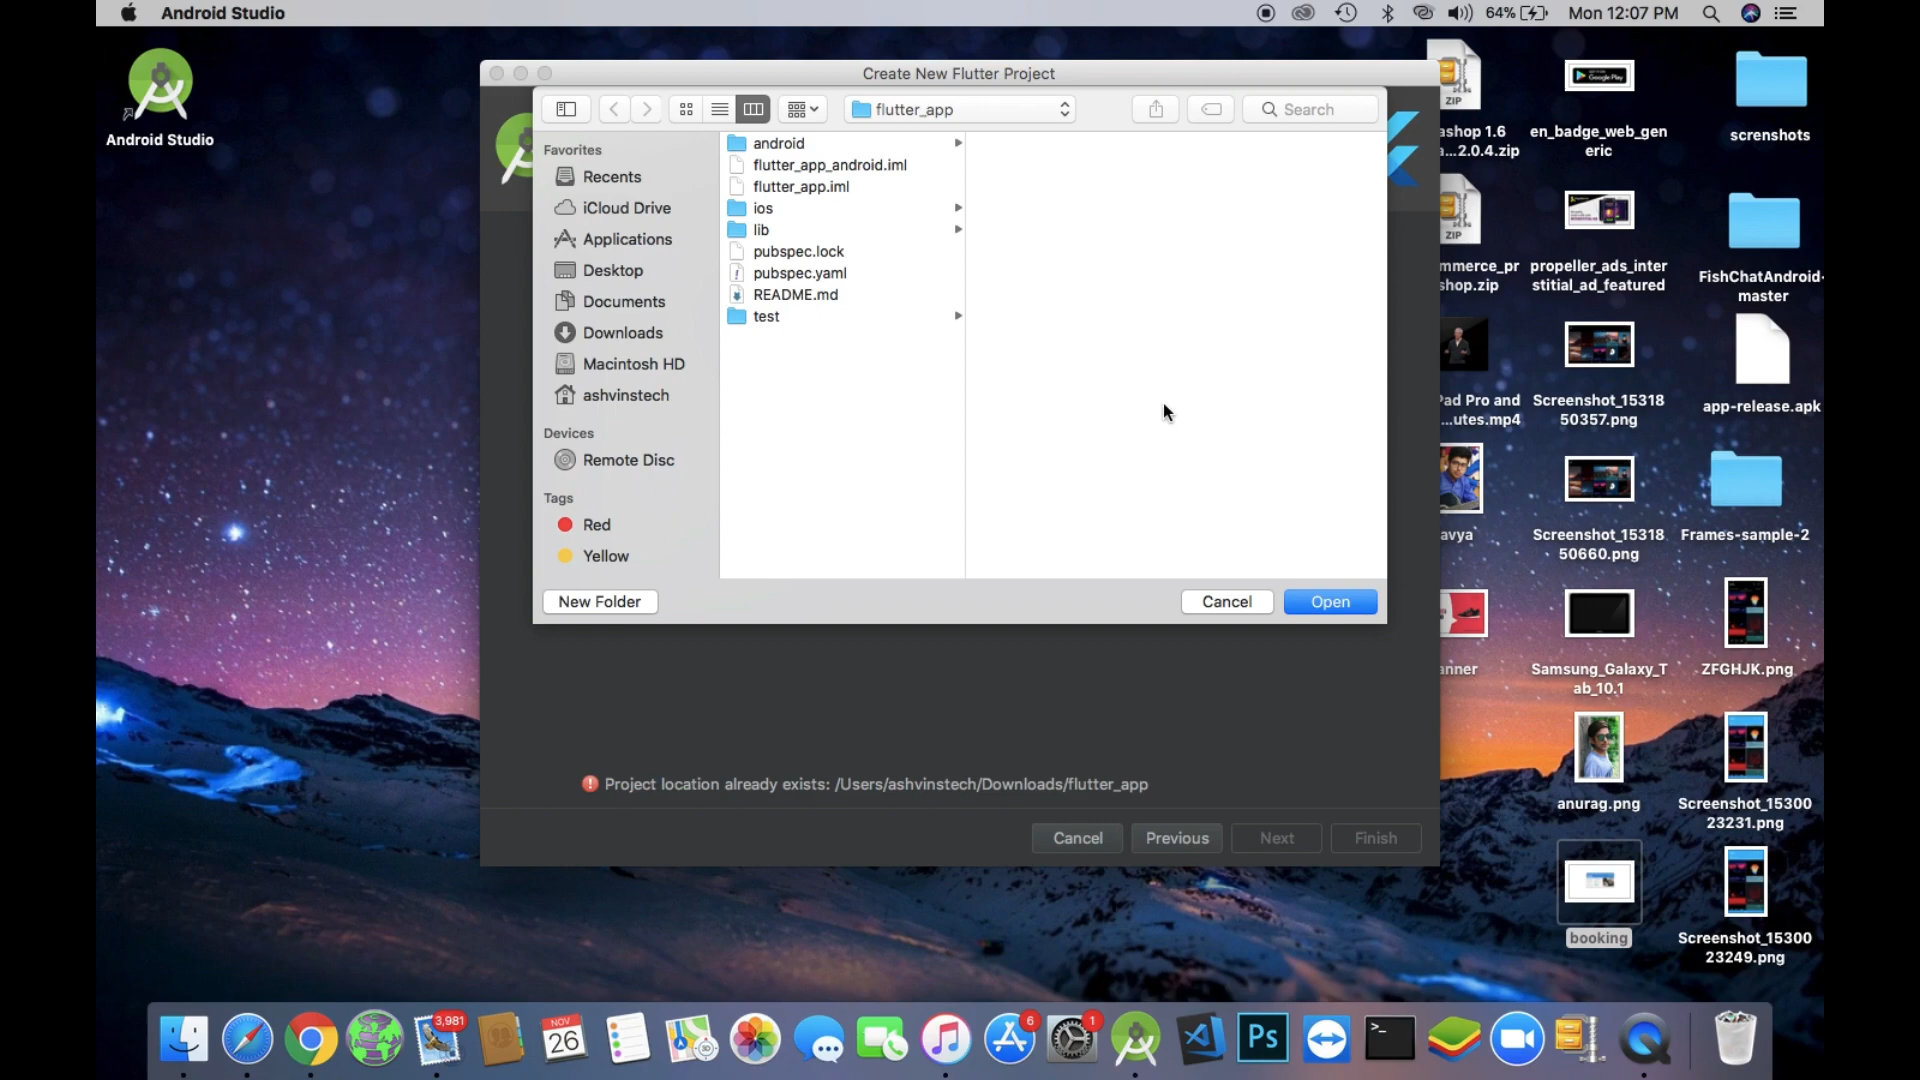 Android Studio
64%
Mon 12:07 PM
Android Studio
Create New Flutter Project
flutter_app
Search
Favorites
Recents
iCloud Drive
Applications
Desktop
Documents
Downloads
Macintosh HD
ashvinstech
Devices
Remote Disc
Tags
Red
Yellow
android
flutter_app_android.iml
flutter_app.iml
ios
lib
pubspec.lock
pubspec.yaml
README.md
test
New Folder
Cancel
Open
Project location already exists: /Users/ashvinstech/Downloads/flutter_app
Cancel
Previous
Next
Finish
ZIP
ashop 1.6
a...2.0.4.zip
ZIP
mmerce_pr
shop.zip
Pad Pro and
...utes.mp4
avya
anner
Google Play
en_badge_web_gen
eric
propeller_ads_inter
stitial_ad_featured
Screenshot_15318
50357.png
Screenshot_15318
50660.png
Samsung_Galaxy_T
ab_10.1
anurag.png
booking
screnshots
FishChatAndroid-
master
app-release.apk
Frames-sample-2
ZFGHJK.png
Screenshot_15300
23231.png
Screenshot_15300
23249.png
3,981
NOV
26
3D
6
1
Ps
>_